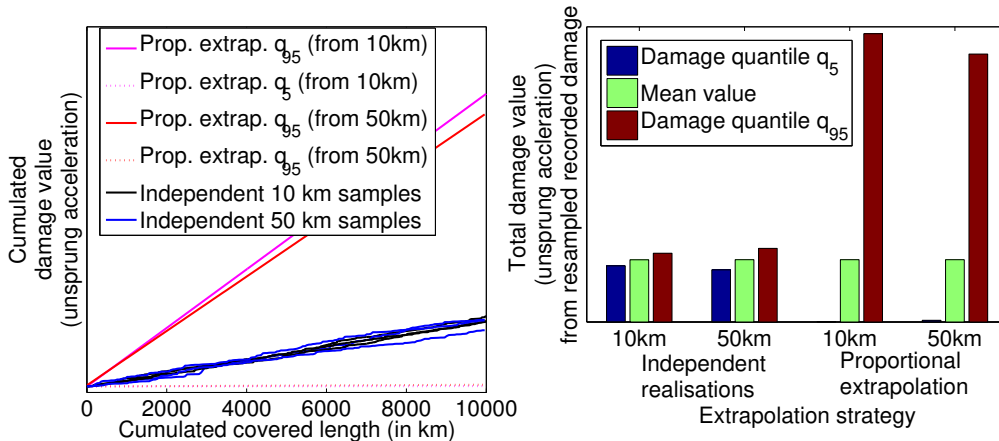 Cumulated
damage value
(unsprung acceleration)
Prop. extrap. q95 (from 10km)
Prop. extrap. q5 (from 10km)
Prop. extrap. q95 (from 50km)
Prop. extrap. q95 (from 50km)
Independent 10 km samples
Independent 50 km samples
0 2000 4000 6000 8000 10000
Cumulated covered length (in km)
Total damage value
(unsprung acceleration)
from resampled recorded damage
Damage quantile q5
Mean value
Damage quantile q95
10km 50km 10km 50km
Independent realisations
Proportional extrapolation
Extrapolation strategy